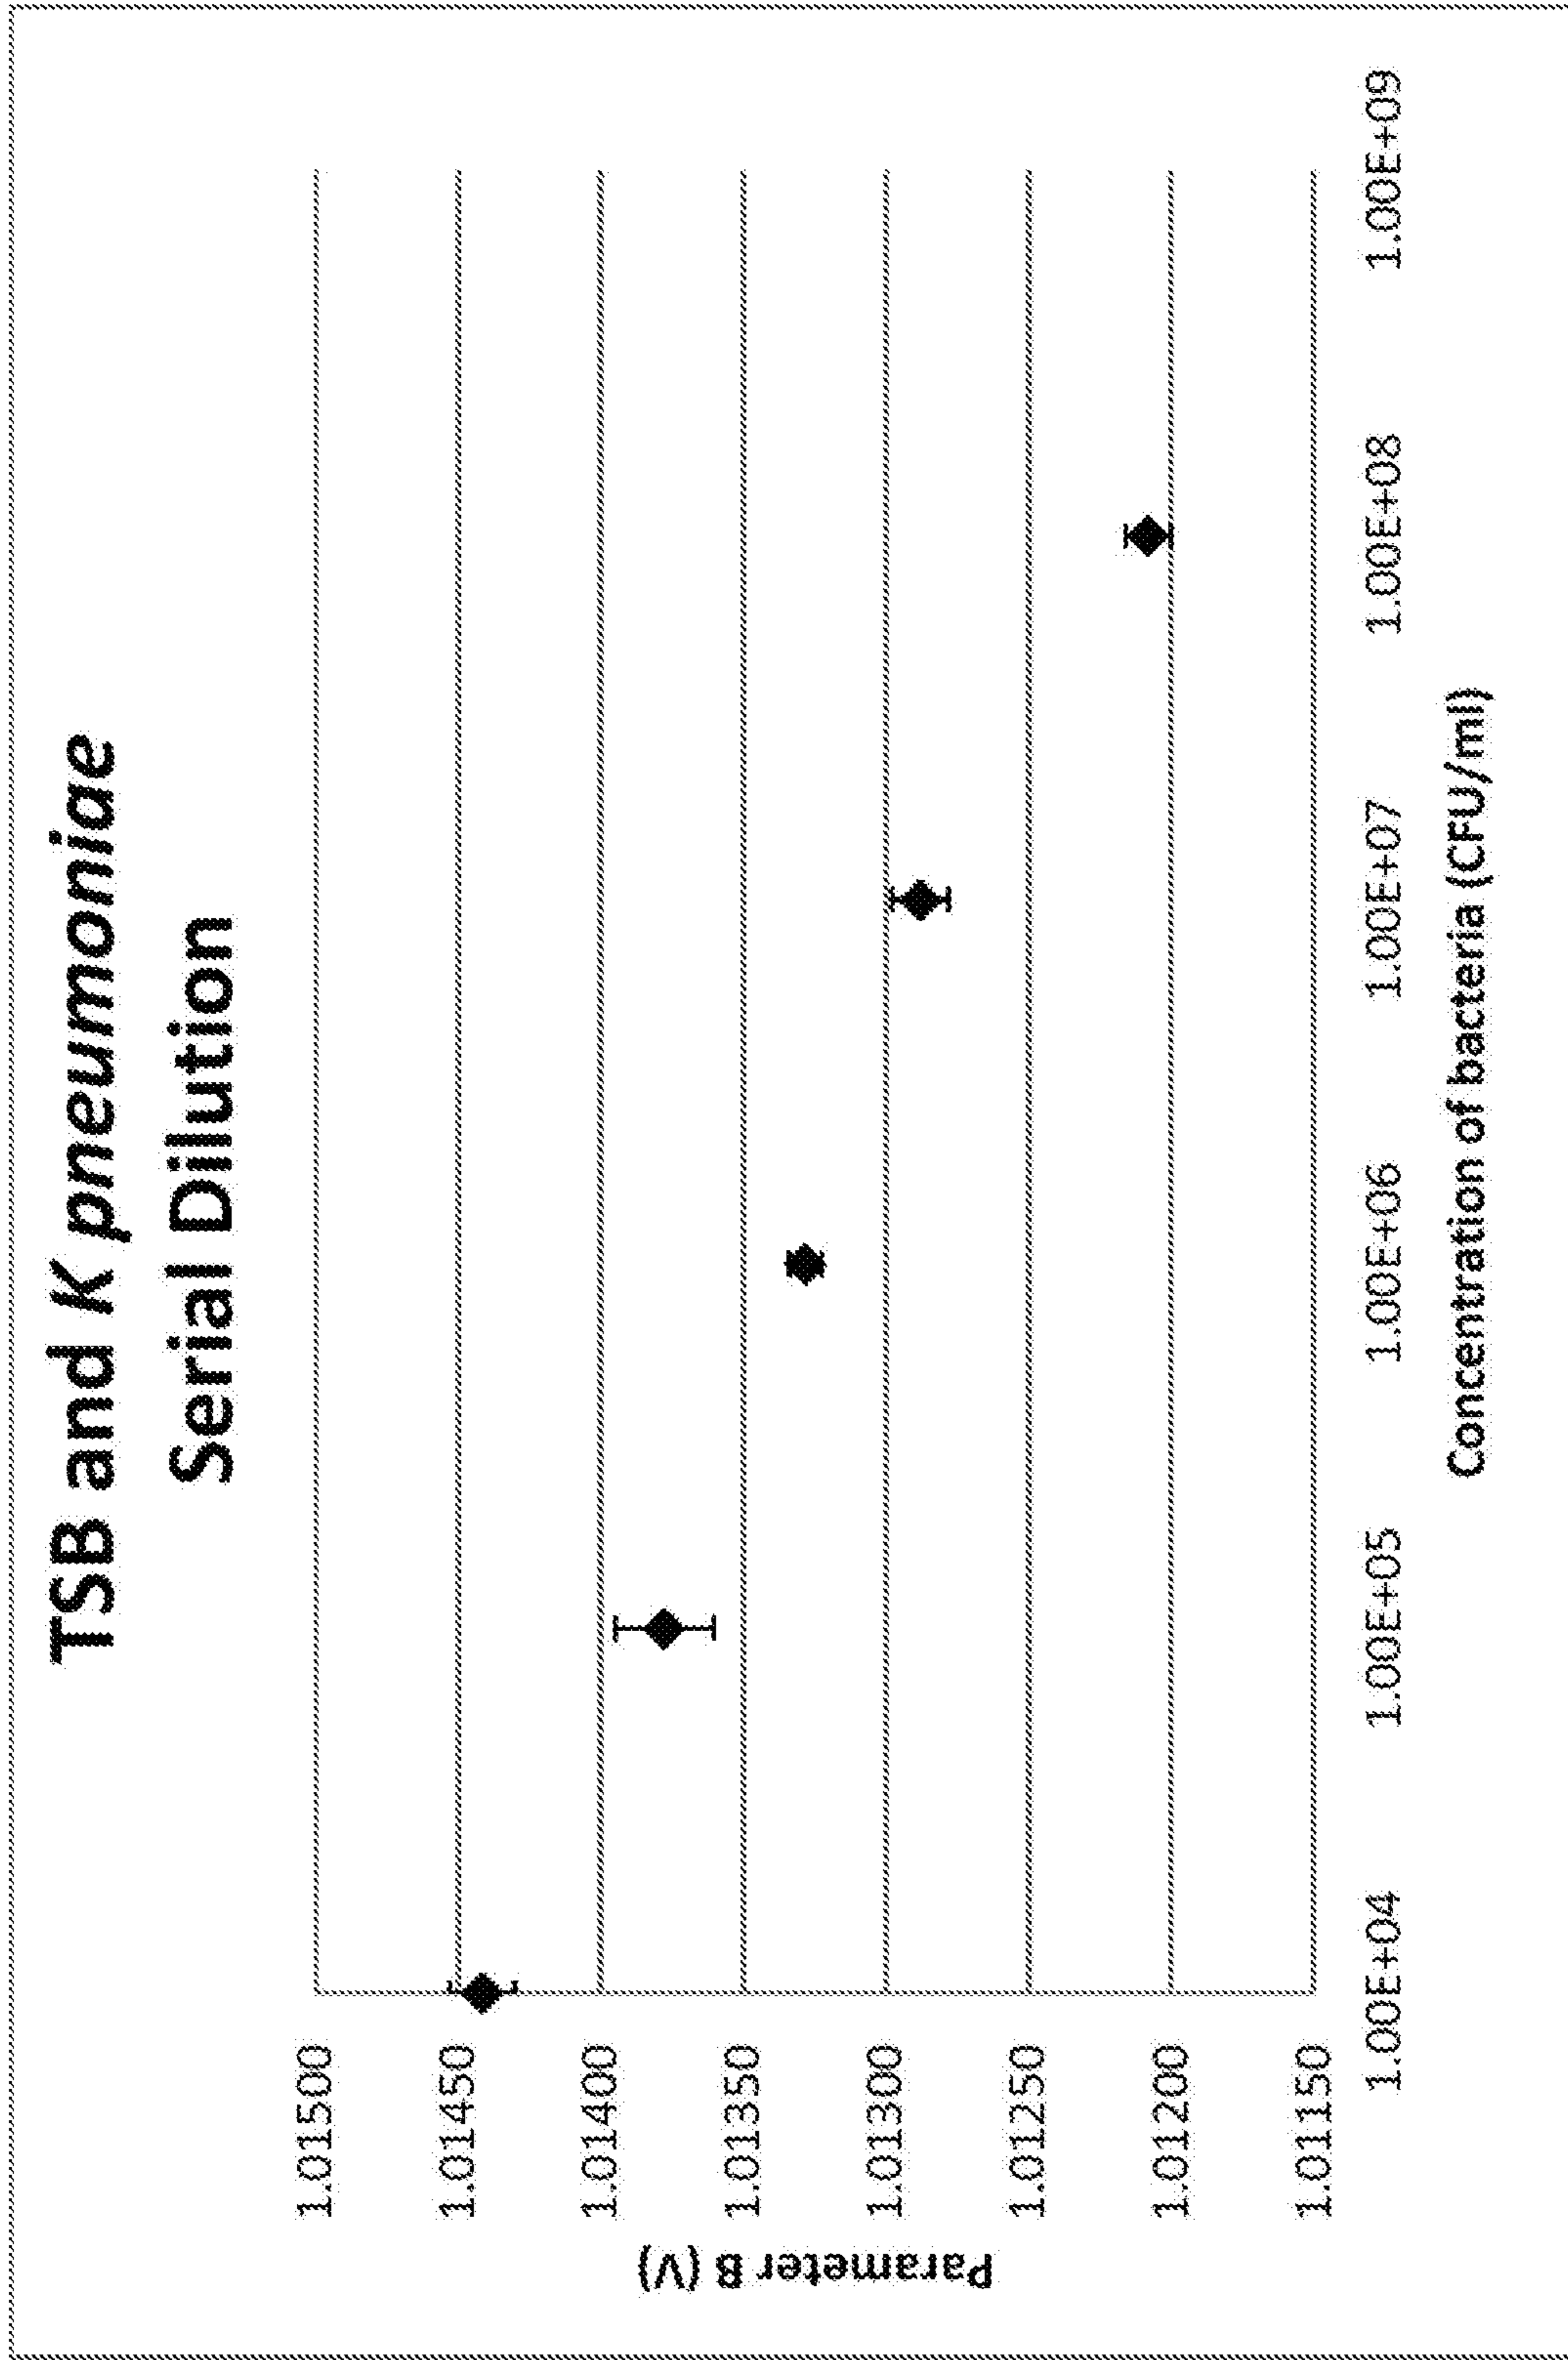 TSB and K pneumoniae
Serial Dilution
1.01500
1.01450
1.01400
1.01350
1.01300
1.01250
1.01200
1.01150
Parameter B (V)
1.00E+04
1.00E+05
1.00E+06
1.00E+07
1.00E+08
1.00E+09
Concentration of bacteria (CFU/ml)